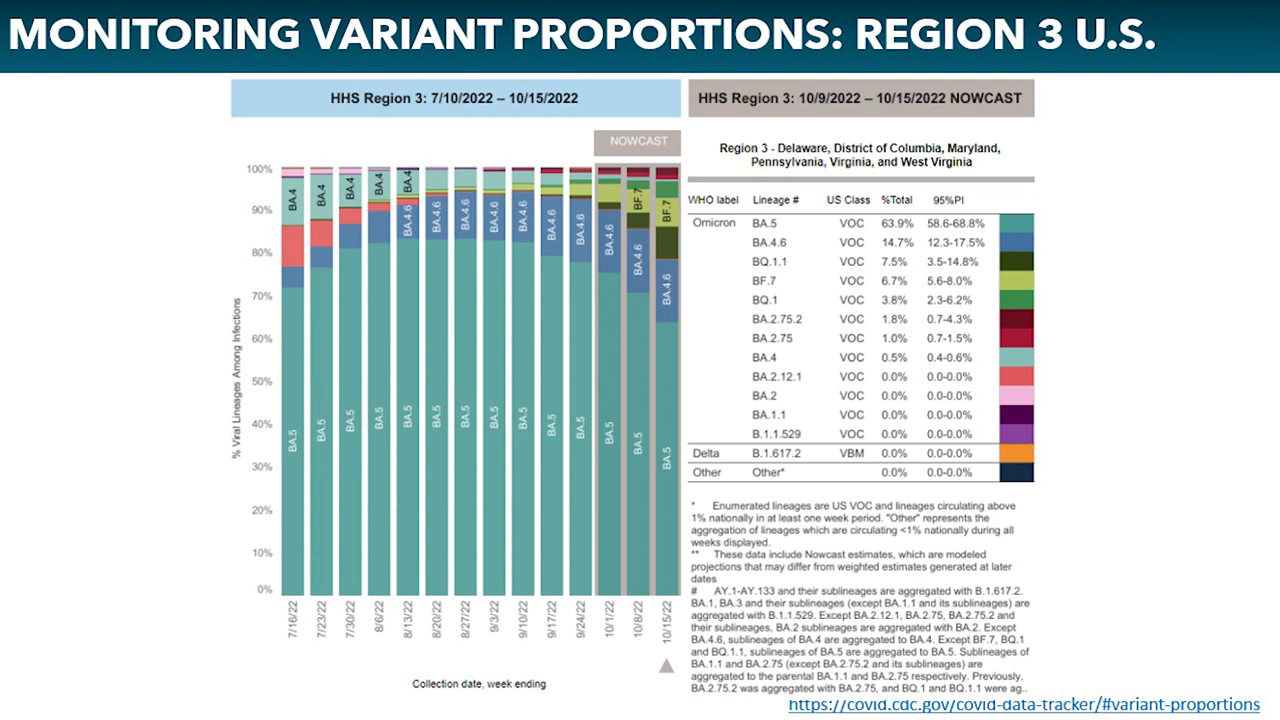 MONITORING VARIANT PROPORTIONS: REGION 3 U.S.
HHS Region 3: 7/10/2022 – 10/15/2022
HHS Region 3: 10/9/2022 – 10/15/2022 NOWCAST
NOWCAST
% Viral Lineages Among Infections
100%
90%
80%
70%
60%
50%
40%
30%
20%
10%
0%
BA.4
BA.4
BA.4
BA.4
BA.4
BA.4.6
BA.4.6
BA.4.6
BA.4.6
BA.4.6
BA.4.6
BA.4.6
BA.4.6
BF.7
BA.4.6
BF.7
BA.4.6
BA.5
BA.5
BA.5
BA.5
BA.5
BA.5
BA.5
BA.5
BA.5
BA.5
BA.5
BA.5
BA.5
BA.5
7/16/22
7/23/22
7/30/22
8/6/22
8/13/22
8/20/22
8/27/22
9/3/22
9/10/22
9/17/22
9/24/22
10/1/22
10/8/22
10/15/22
Collection date, week ending
Region 3 - Delaware, District of Columbia, Maryland,
Pennsylvania, Virginia, and West Virginia
WHO label Lineage # US Class %Total 95%PI
Omicron BA.5 VOC 63.9% 58.6-68.8%
BA.4.6 VOC 14.7% 12.3-17.5%
BQ.1.1 VOC 7.5% 3.5-14.8%
BF.7 VOC 6.7% 5.6-8.0%
BQ.1 VOC 3.8% 2.3-6.2%
BA.2.75.2 VOC 1.8% 0.7-4.3%
BA.2.75 VOC 1.0% 0.7-1.5%
BA.4 VOC 0.5% 0.4-0.6%
BA.2.12.1 VOC 0.0% 0.0-0.0%
BA.2 VOC 0.0% 0.0-0.0%
BA.1.1 VOC 0.0% 0.0-0.0%
B.1.1.529 VOC 0.0% 0.0-0.0%
Delta B.1.617.2 VBM 0.0% 0.0-0.0%
Other Other* 0.0% 0.0-0.0%
* Enumerated lineages are US VOC and lineages circulating above
1% nationally in at least one week period. "Other" represents the
aggregation of lineages which are circulating <1% nationally during all
weeks displayed.
** These data include Nowcast estimates, which are modeled
projections that may differ from weighted estimates generated at later
dates
# AY.1-AY.133 and their sublineages are aggregated with B.1.617.2.
BA.1, BA.3 and their sublineages (except BA.1.1 and its sublineages) are
aggregated with B.1.1.529. Except BA.2.12.1, BA.2.75, BA.2.75.2 and
their sublineages, BA.2 sublineages are aggregated with BA.2. Except
BA.4.6, sublineages of BA.4 are aggregated to BA.4. Except BF.7, BQ.1
and BQ.1.1, sublineages of BA.5 are aggregated to BA.5. Sublineages of
BA.1.1 and BA.2.75 (except BA.2.75.2 and its sublineages) are
aggregated to the parental BA.1.1 and BA.2.75 respectively. Previously,
BA.2.75.2 was aggregated with BA.2.75, and BQ.1 and BQ.1.1 were ag..
https://covid.cdc.gov/covid-data-tracker/#variant-proportions